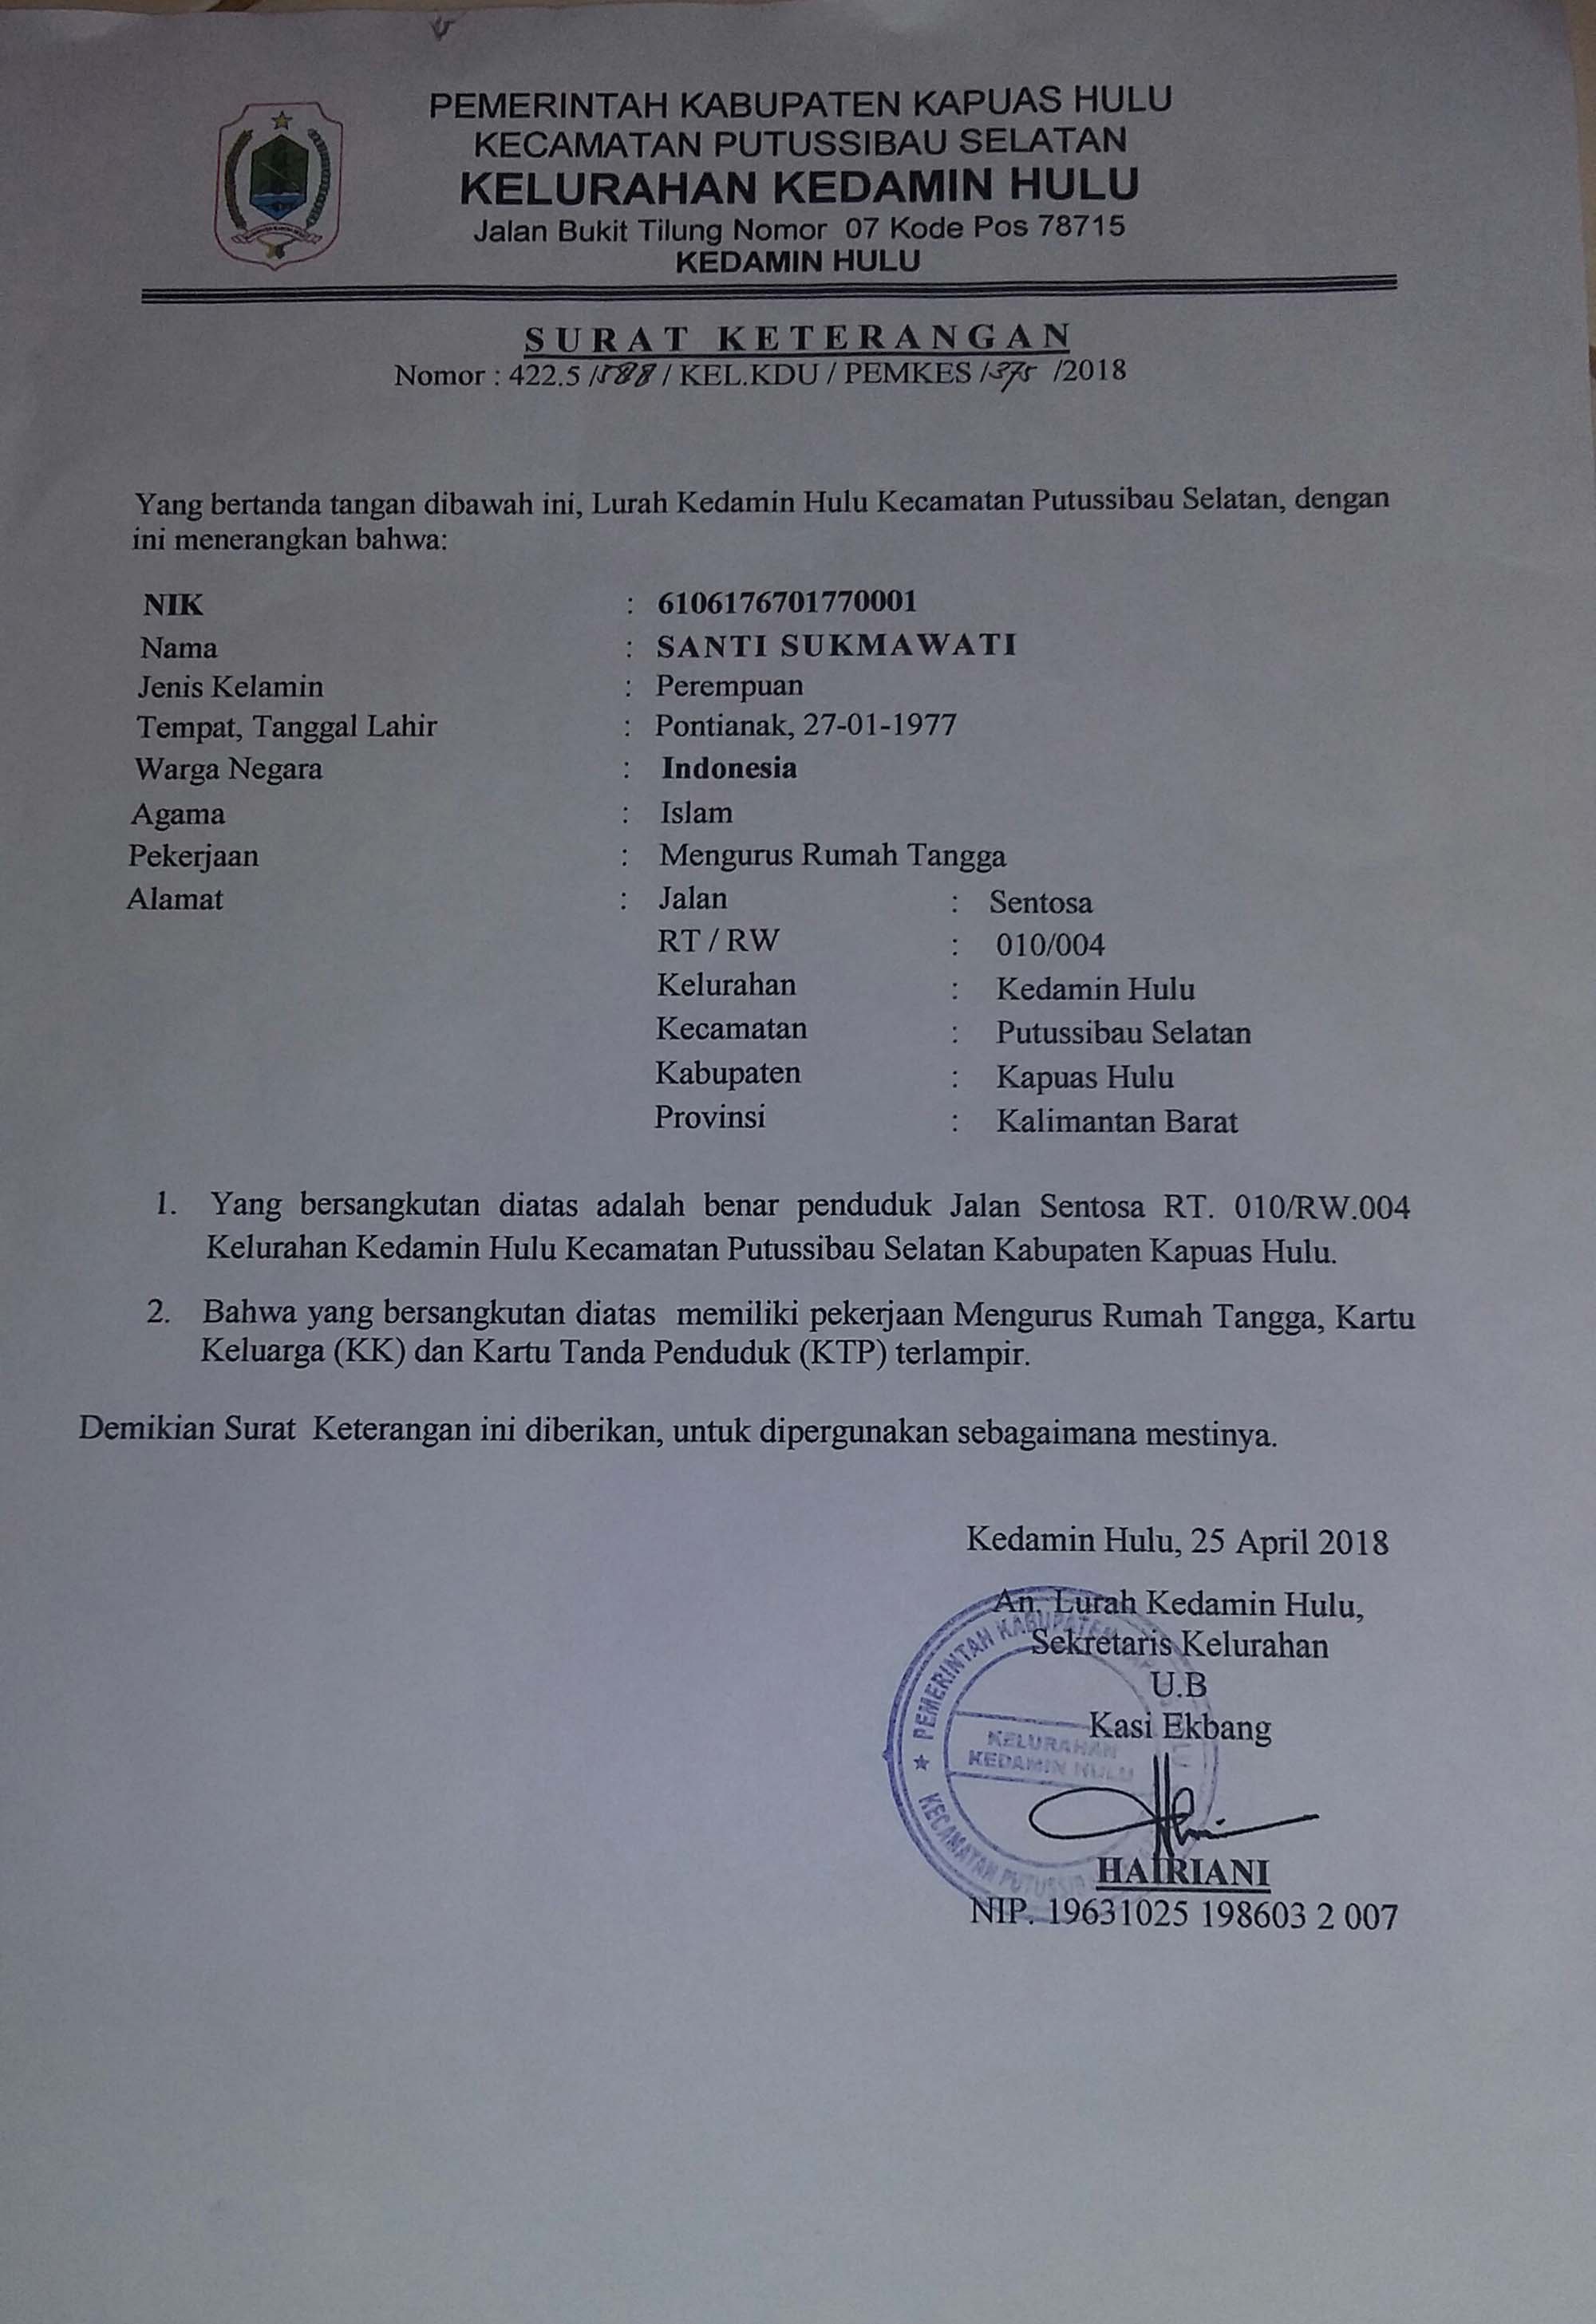 PEMERINTAH KABUPATEN KAPUAS HULU
KECAMATAN PUTUSSIBAU SELATAN
KELURAHAN KEDAMIN HULU
Jalan Bukit Tilung Nomor 07 Kode Pos 78715
KEDAMIN HULU
SURAT KETERANGAN
Nomor : 422.5 /588 / KEL.KDU / PEMKES /375 /2018
Yang bertanda tangan dibawah ini, Lurah Kedamin Hulu Kecamatan Putussibau Selatan, dengan
ini menerangkan bahwa:
NIK : 6106176701770001
Nama : SANTI SUKMAWATI
Jenis Kelamin : Perempuan
Tempat, Tanggal Lahir : Pontianak, 27-01-1977
Warga Negara : Indonesia
Agama : Islam
Pekerjaan : Mengurus Rumah Tangga
Alamat : Jalan : Sentosa
RT / RW : 010/004
Kelurahan : Kedamin Hulu
Kecamatan : Putussibau Selatan
Kabupaten : Kapuas Hulu
Provinsi : Kalimantan Barat
1. Yang bersangkutan diatas adalah benar penduduk Jalan Sentosa RT. 010/RW.004
Kelurahan Kedamin Hulu Kecamatan Putussibau Selatan Kabupaten Kapuas Hulu.
2. Bahwa yang bersangkutan diatas memiliki pekerjaan Mengurus Rumah Tangga, Kartu
Keluarga (KK) dan Kartu Tanda Penduduk (KTP) terlampir.
Demikian Surat Keterangan ini diberikan, untuk dipergunakan sebagaimana mestinya.
Kedamin Hulu, 25 April 2018
An. Lurah Kedamin Hulu,
Sekretaris Kelurahan
U.B
Kasi Ekbang
PEMERINTAH KABUPATEN
KELURAHAN
KEDAMIN HULU
KECAMATAN
HAIRIANI
NIP. 19631025 198603 2 007